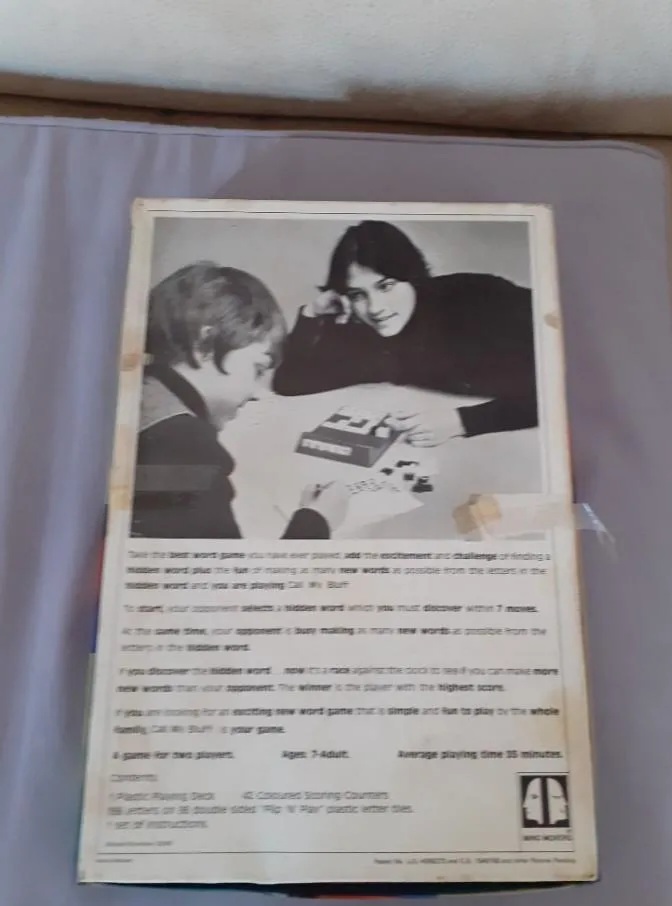 Take the best word game you have ever played, add the excitement and challenge of finding a
hidden word plus the fun of making as many new words as possible from the letters in the
hidden word and you are playing Call My Bluff.
To start, your opponent selects a hidden word which you must discover within 7 moves.
At the same time, your opponent is busy making as many new words as possible from the
letters in the hidden word.
If you discover the hidden word... now it's a race against the clock to see if you can make more
new words than your opponent. The winner is the player with the highest score.
If you are looking for an exciting new word game that is simple and fun to play by the whole
family, Call My Bluff is your game.
A game for two players. Ages: 7-Adult. Average playing time 35 minutes.
Contents
1 Plastic Playing Deck 42 Coloured Scoring Counters
letters on double sided "Flip 'N' Play" plastic letter tiles.
1 set of instructions.
MIND MOVERS